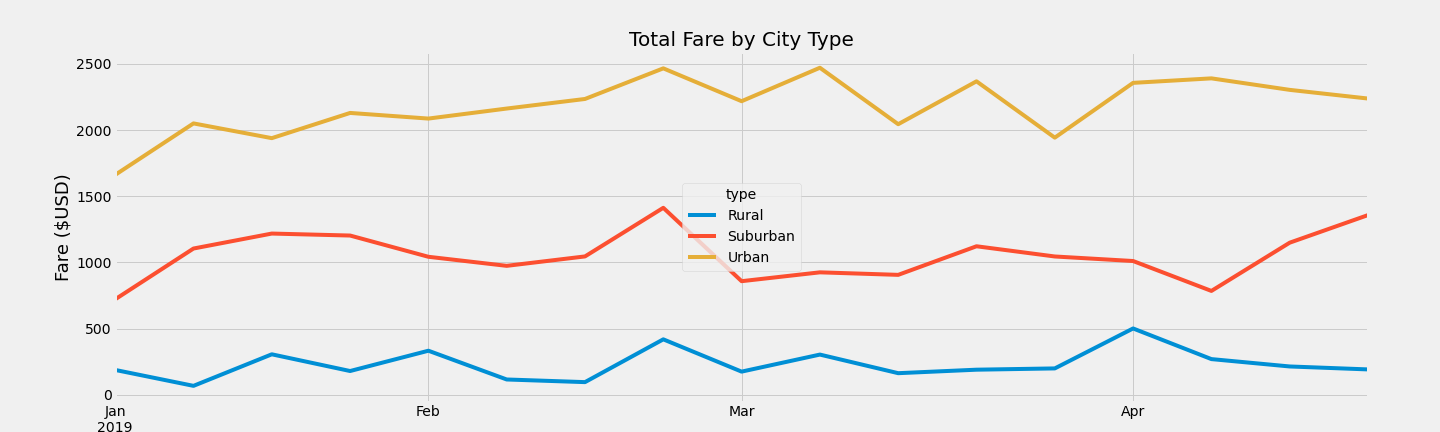 Total Fare by City Type
Fare ($USD)
2500
2000
1500
1000
500
0
type
Rural
Suburban
Urban
Jan Feb Mar Apr
2019